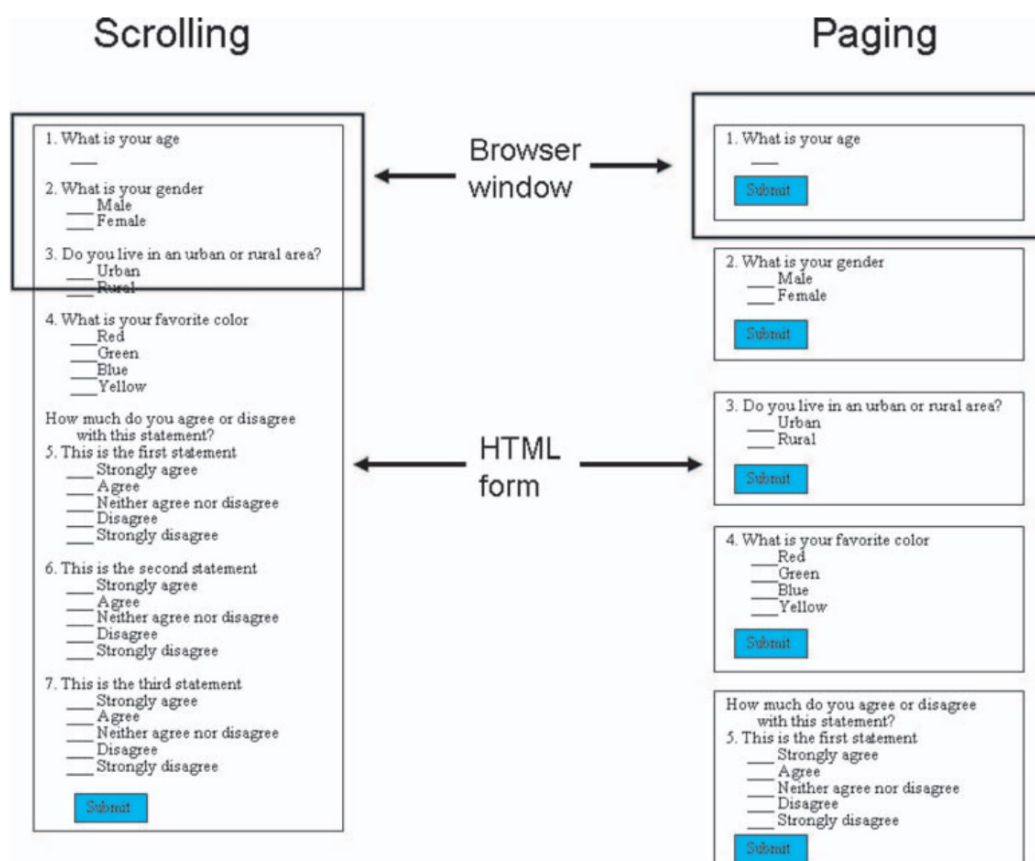 Scrolling
1. What is your age
2. What is your gender
Male
Female
3. Do you live in an urban or rural area?
Urban
Rural
4. What is your favorite color
Red
Green
Blue
Yellow
How much do you agree or disagree
with this statement?
5. This is the first statement
Strongly agree
Agree
Neither agree nor disagree
Disagree
Strongly disagree
6. This is the second statement
Strongly agree
Agree
Neither agree nor disagree
Disagree
Strongly disagree
7. This is the third statement
Strongly agree
Agree
Neither agree nor disagree
Disagree
Strongly disagree
Submit
Browser
window
HTML
form
Paging
1. What is your age
Submit
2. What is your gender
Male
Female
Submit
3. Do you live in an urban or rural area?
Urban
Rural
Submit
4. What is your favorite color
Red
Green
Blue
Yellow
Submit
How much do you agree or disagree
with this statement?
5. This is the first statement
Strongly agree
Agree
Neither agree nor disagree
Disagree
Strongly disagree
Submit